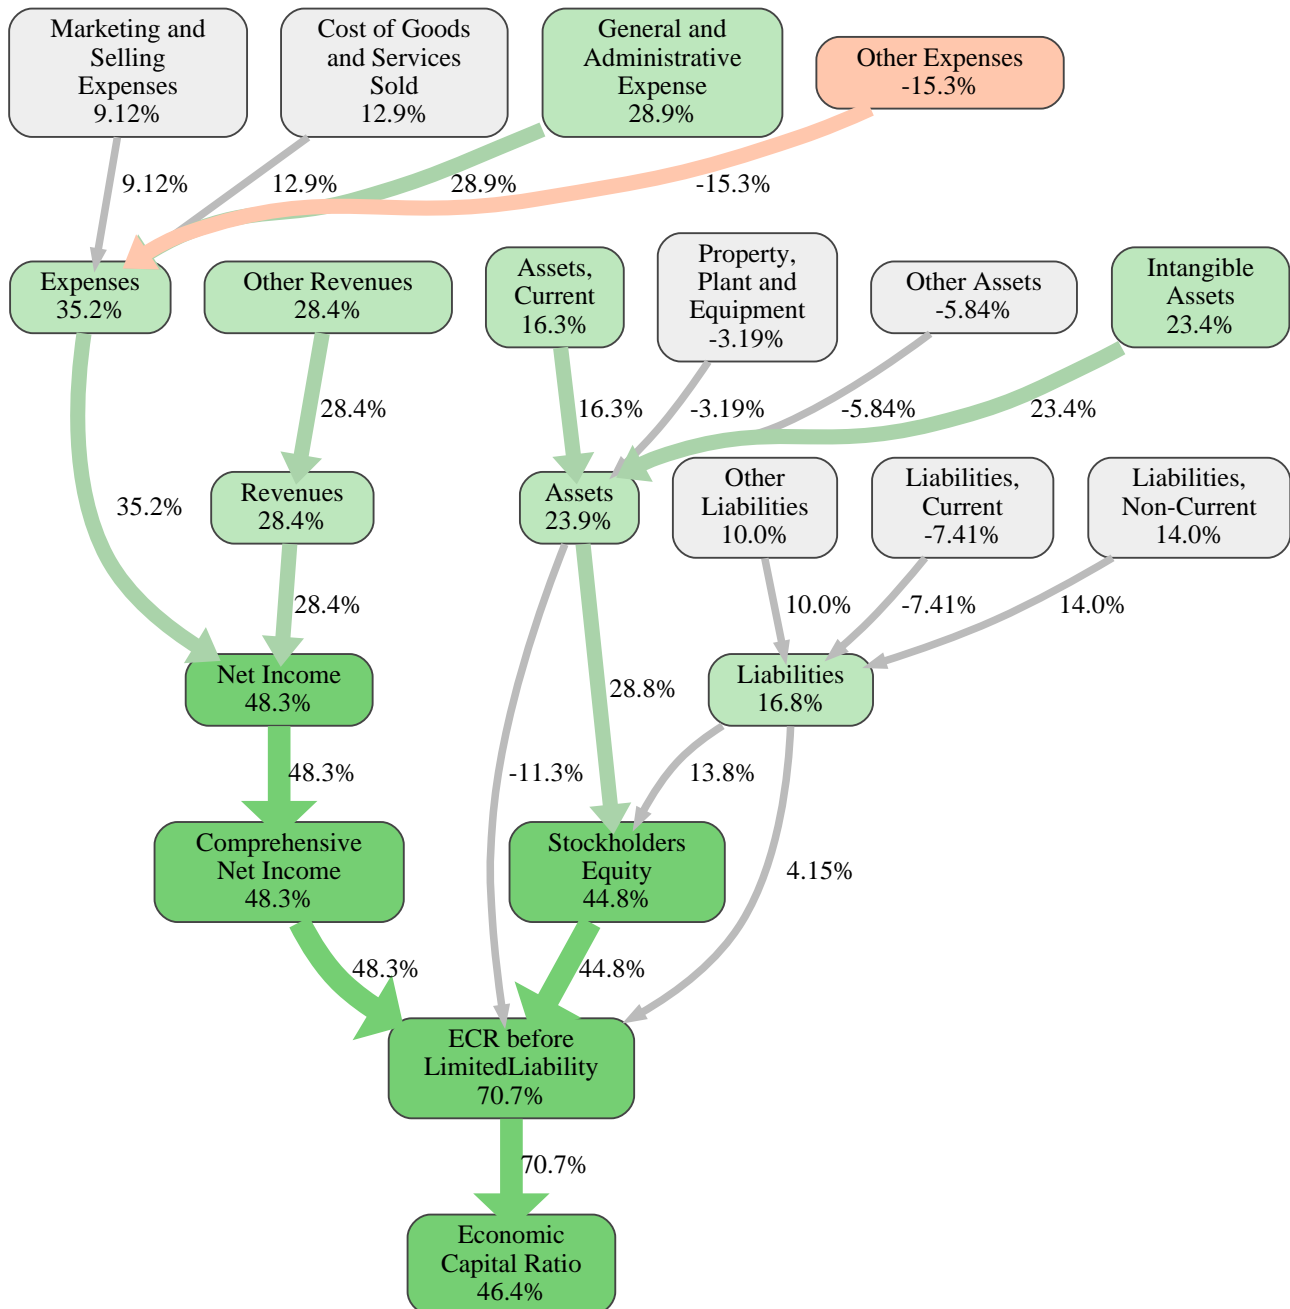 Marketing and
Selling
Expenses
9.12%
Cost of Goods
and Services
Sold
12.9%
General and
Administrative
Expense
28.9%
Other Expenses
-15.3%
9.12%
12.9%
28.9%
-15.3%
Expenses
35.2%
Other Revenues
28.4%
Assets,
Current
16.3%
Property,
Plant and
Equipment
-3.19%
Other Assets
-5.84%
Intangible
Assets
23.4%
28.4%
16.3%
-3.19%
-5.84%
23.4%
35.2%
Revenues
28.4%
Assets
23.9%
Other
Liabilities
10.0%
Liabilities,
Current
-7.41%
Liabilities,
Non-Current
14.0%
28.4%
10.0%
-7.41%
14.0%
Net Income
48.3%
28.8%
Liabilities
16.8%
48.3%
-11.3%
13.8%
Comprehensive
Net Income
48.3%
Stockholders
Equity
44.8%
4.15%
48.3%
44.8%
ECR before
LimitedLiability
70.7%
70.7%
Economic
Capital Ratio
46.4%